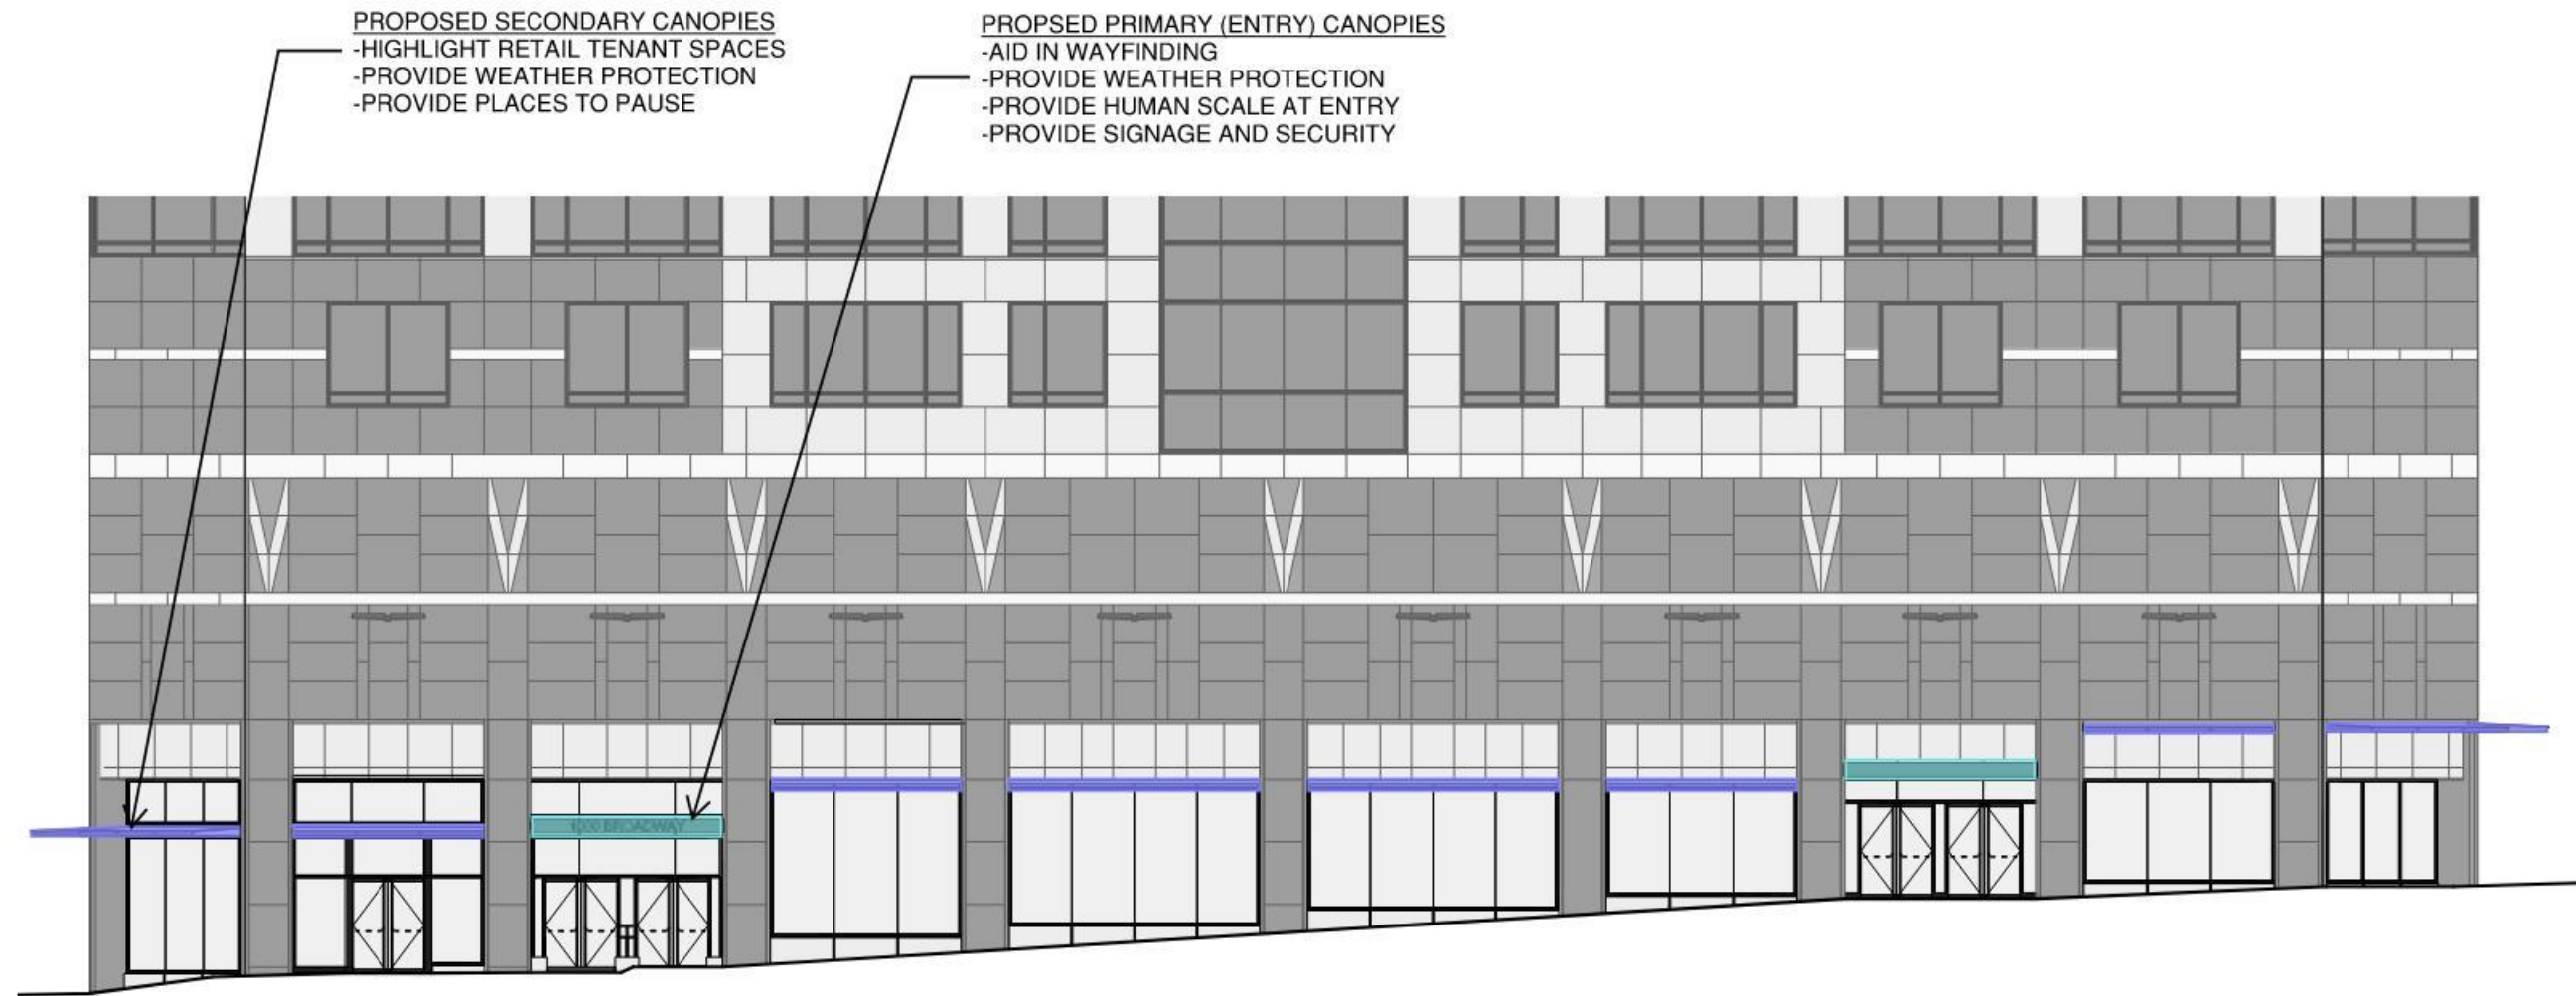 PROPOSED SECONDARY CANOPIES
-HIGHLIGHT RETAIL TENANT SPACES
-PROVIDE WEATHER PROTECTION
-PROVIDE PLACES TO PAUSE
PROPSED PRIMARY (ENTRY) CANOPIES
-AID IN WAYFINDING
-PROVIDE WEATHER PROTECTION
-PROVIDE HUMAN SCALE AT ENTRY
-PROVIDE SIGNAGE AND SECURITY
BROADWAY